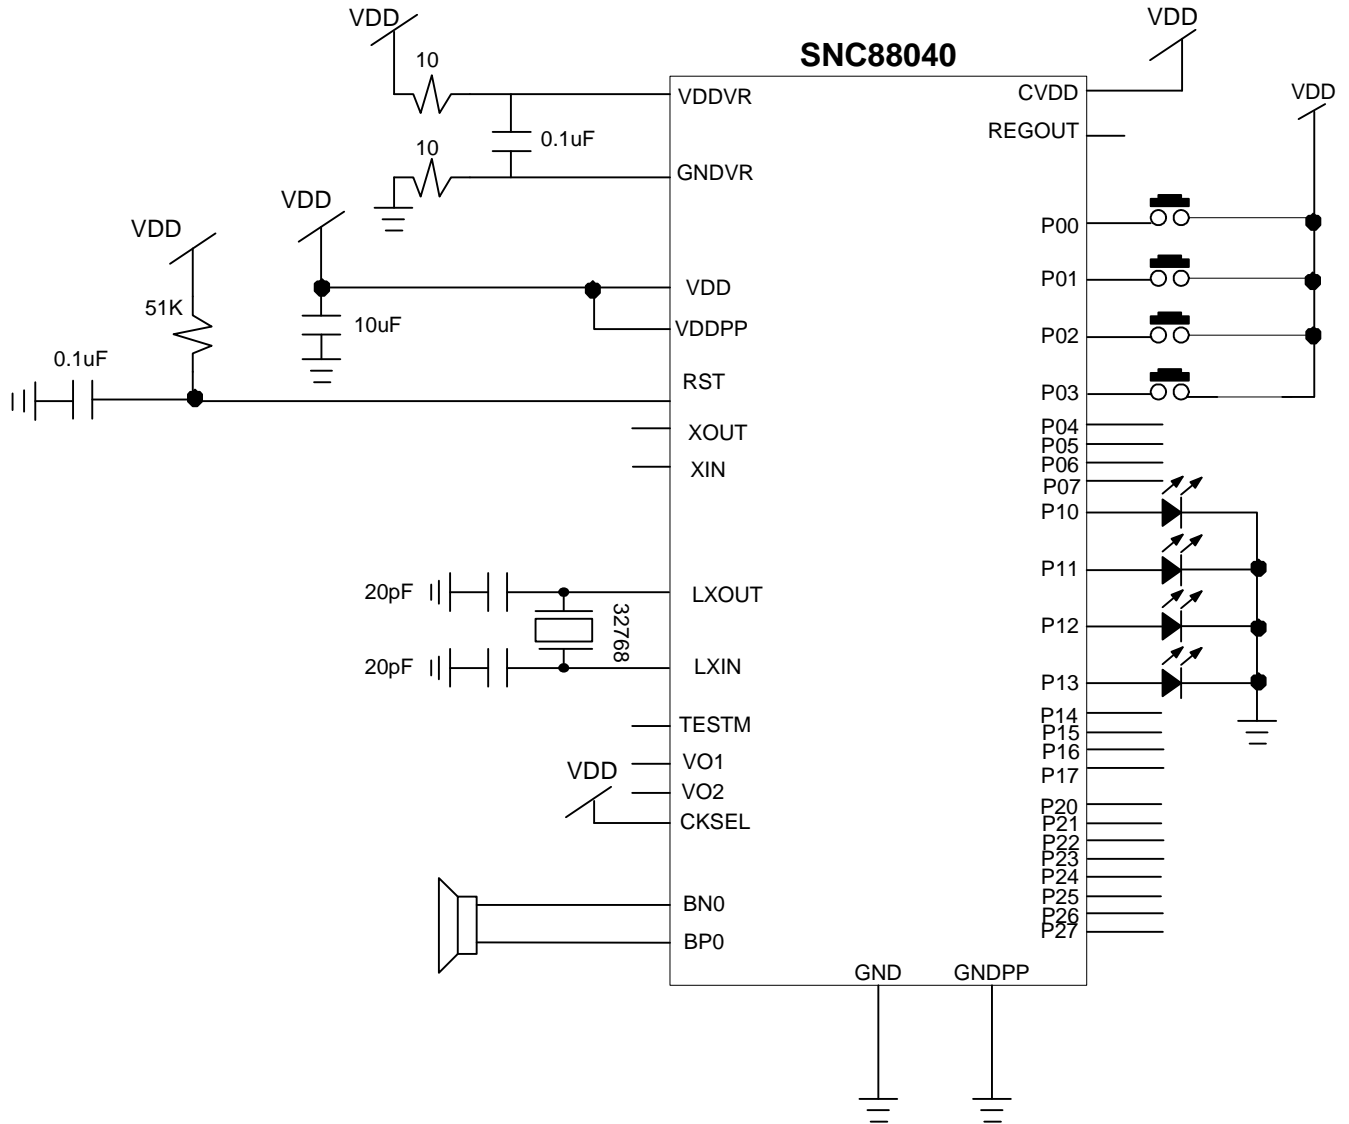 VDD
VDD
SNC88040
10
VDDVR
CVDD
VDD
0.1uF
REGOUT
10
GNDVR
VDD
VDD
P00
P01
51K
VDD
10uF
VDDPP
P02
0.1uF
RST
P03
XOUT
P04
P05
XIN
P06
P07
P10
P11
20pF
LXOUT
32768
P12
20pF
LXIN
P13
TESTM
P14
P15
P16
VDD
VO1
P17
VO2
P20
CKSEL
P21
P22
P23
P24
BN0
P25
P26
P27
BP0
GND
GNDPP